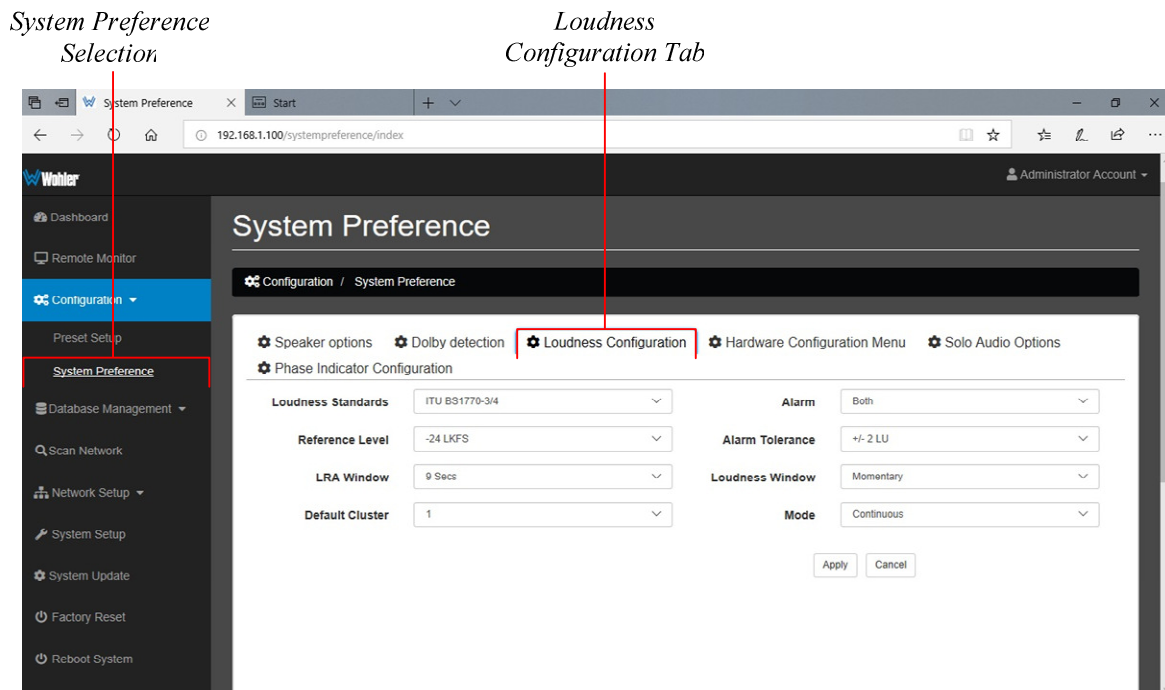 System Preference
Selection
Loudness
Configuration Tab
System Preference
Start
192.168.1.100/systempreference/index
Wohler
Administrator Account
Dashboard
Remote Monitor
Configuration
Preset Setup
System Preference
Database Management
Scan Network
Network Setup
System Setup
System Update
Factory Reset
Reboot System
System Preference
Configuration / System Preference
Speaker options Dolby detection Loudness Configuration Hardware Configuration Menu Solo Audio Options
Phase Indicator Configuration
Loudness Standards ITU BS1770-3/4 Alarm Both
Reference Level -24 LKFS Alarm Tolerance +/- 2 LU
LRA Window 9 Secs Loudness Window Momentary
Default Cluster 1 Mode Continuous
Apply Cancel